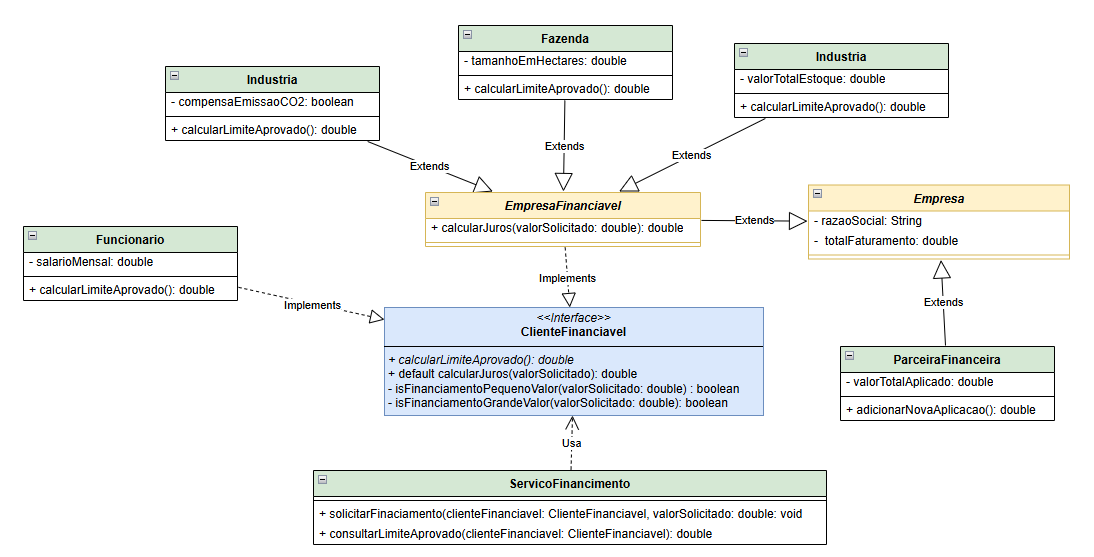 Fazenda
- tamanhoEmHectares: double
+ calcularLimiteAprovado(): double
Industria
- valorTotalEstoque: double
+ calcularLimiteAprovado(): double
Industria
- compensaEmissaoCO2: boolean
+ calcularLimiteAprovado(): double
Extends
Extends
Extends
EmpresaFinanciavel
+ calcularJuros(valorSolicitado: double): double
Extends
Empresa
- razaoSocial: String
- totalFaturamento: double
Funcionario
- salarioMensal: double
+ calcularLimiteAprovado(): double
Implements
Implements
Extends
<<Interface>>
ClienteFinanciavel
+ calcularLimiteAprovado(): double
+ default calcularJuros(valorSolicitado): double
- isFinanciamentoPequenoValor(valorSolicitado: double) : boolean
- isFinanciamentoGrandeValor(valorSolicitado: double): boolean
ParceiraFinanceira
- valorTotalAplicado: double
+ adicionarNovaAplicacao(): double
Usa
ServicoFinancimento
+ solicitarFinaciamento(clienteFinanciavel: ClienteFinanciavel, valorSolicitado: double: void
+ consultarLimiteAprovado(clienteFinanciavel: ClienteFinanciavel): double